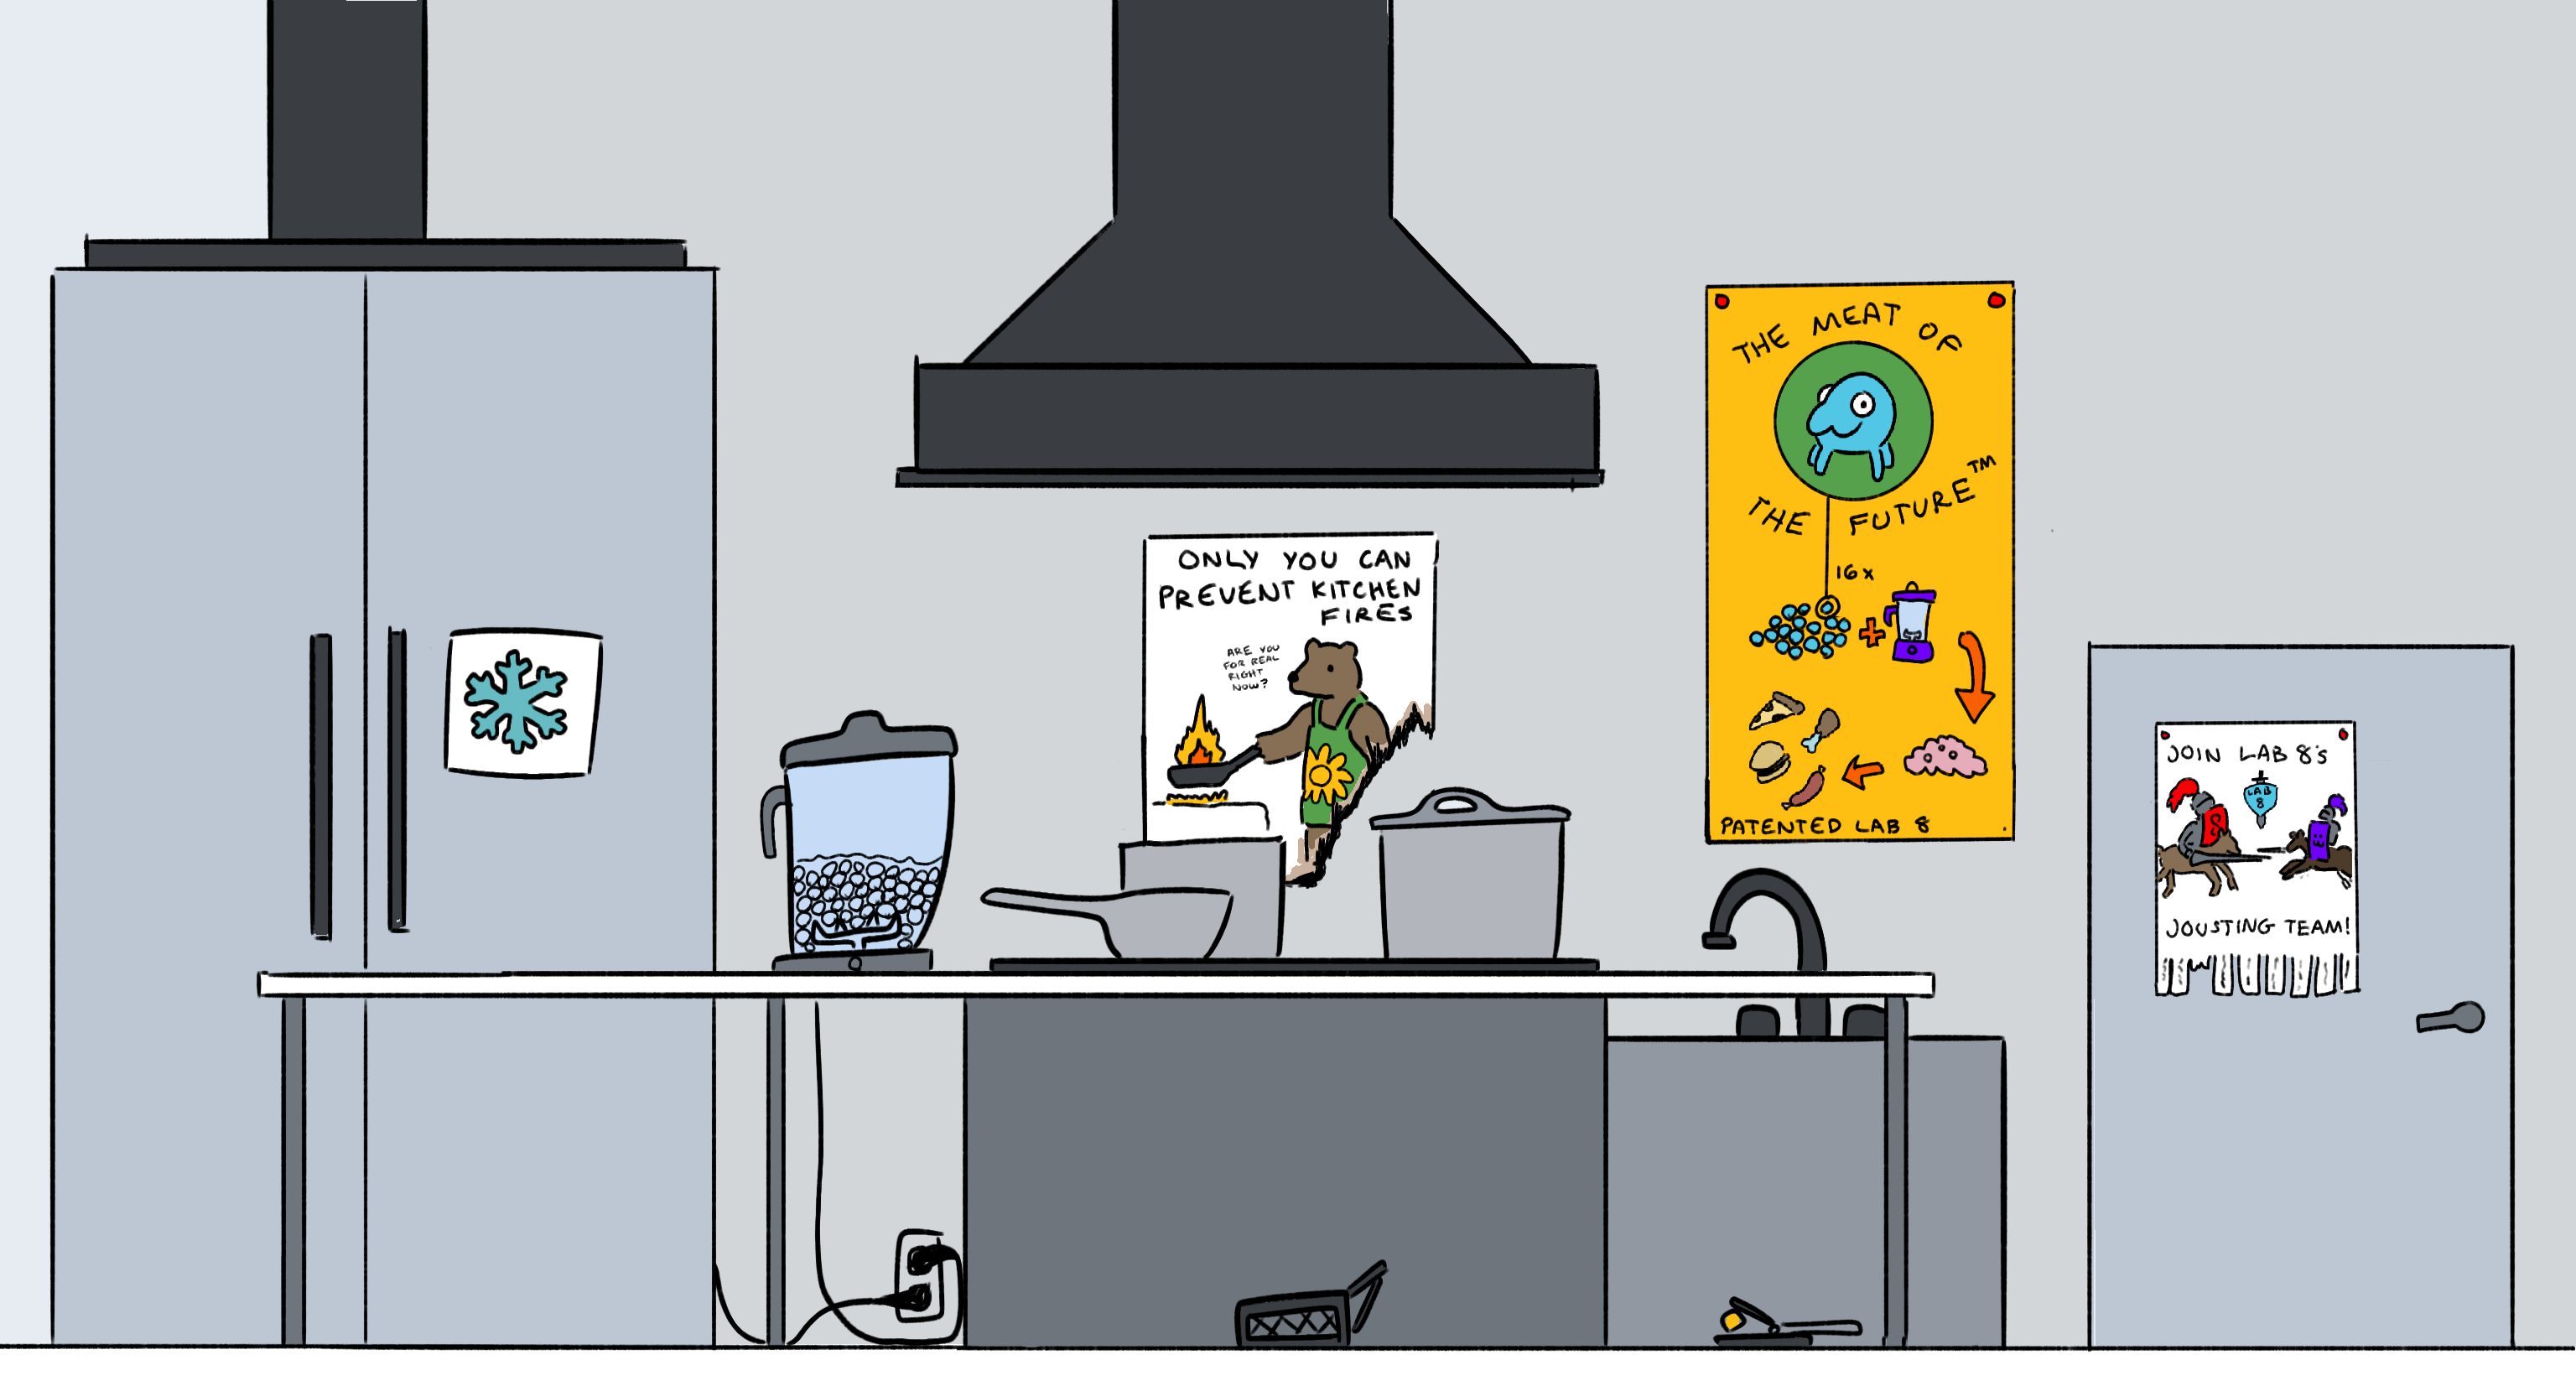 ONLY YOU CAN
PREVENT KITCHEN
FIRES
ARE YOU
FOR REAL
RIGHT
NOW?
THE MEAT OF
THE FUTURE™
16x
PATENTED LAB 8
JOIN LAB 8's
LAB
8
JOUSTING TEAM!